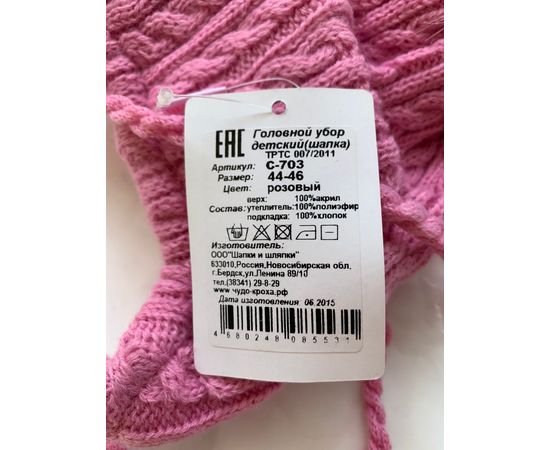 EAC
Головной убор
детский(шапка)
ТРТС 007/2011
Артикул: С-703
Размер: 44-46
Цвет: розовый
верх: 100%акрил
Состав: утеплитель:100%полиэфир
подкладка: 100%хлопок
Изготовитель:
ООО"Шапки и шляпки"
633010,Россия,Новосибирская обл.
г.Бердск,ул.Ленина 89/10
тел.(38341) 29-8-29
www.чудо-кроха.рф
Дата изготовления: 06.2015
4680248085531